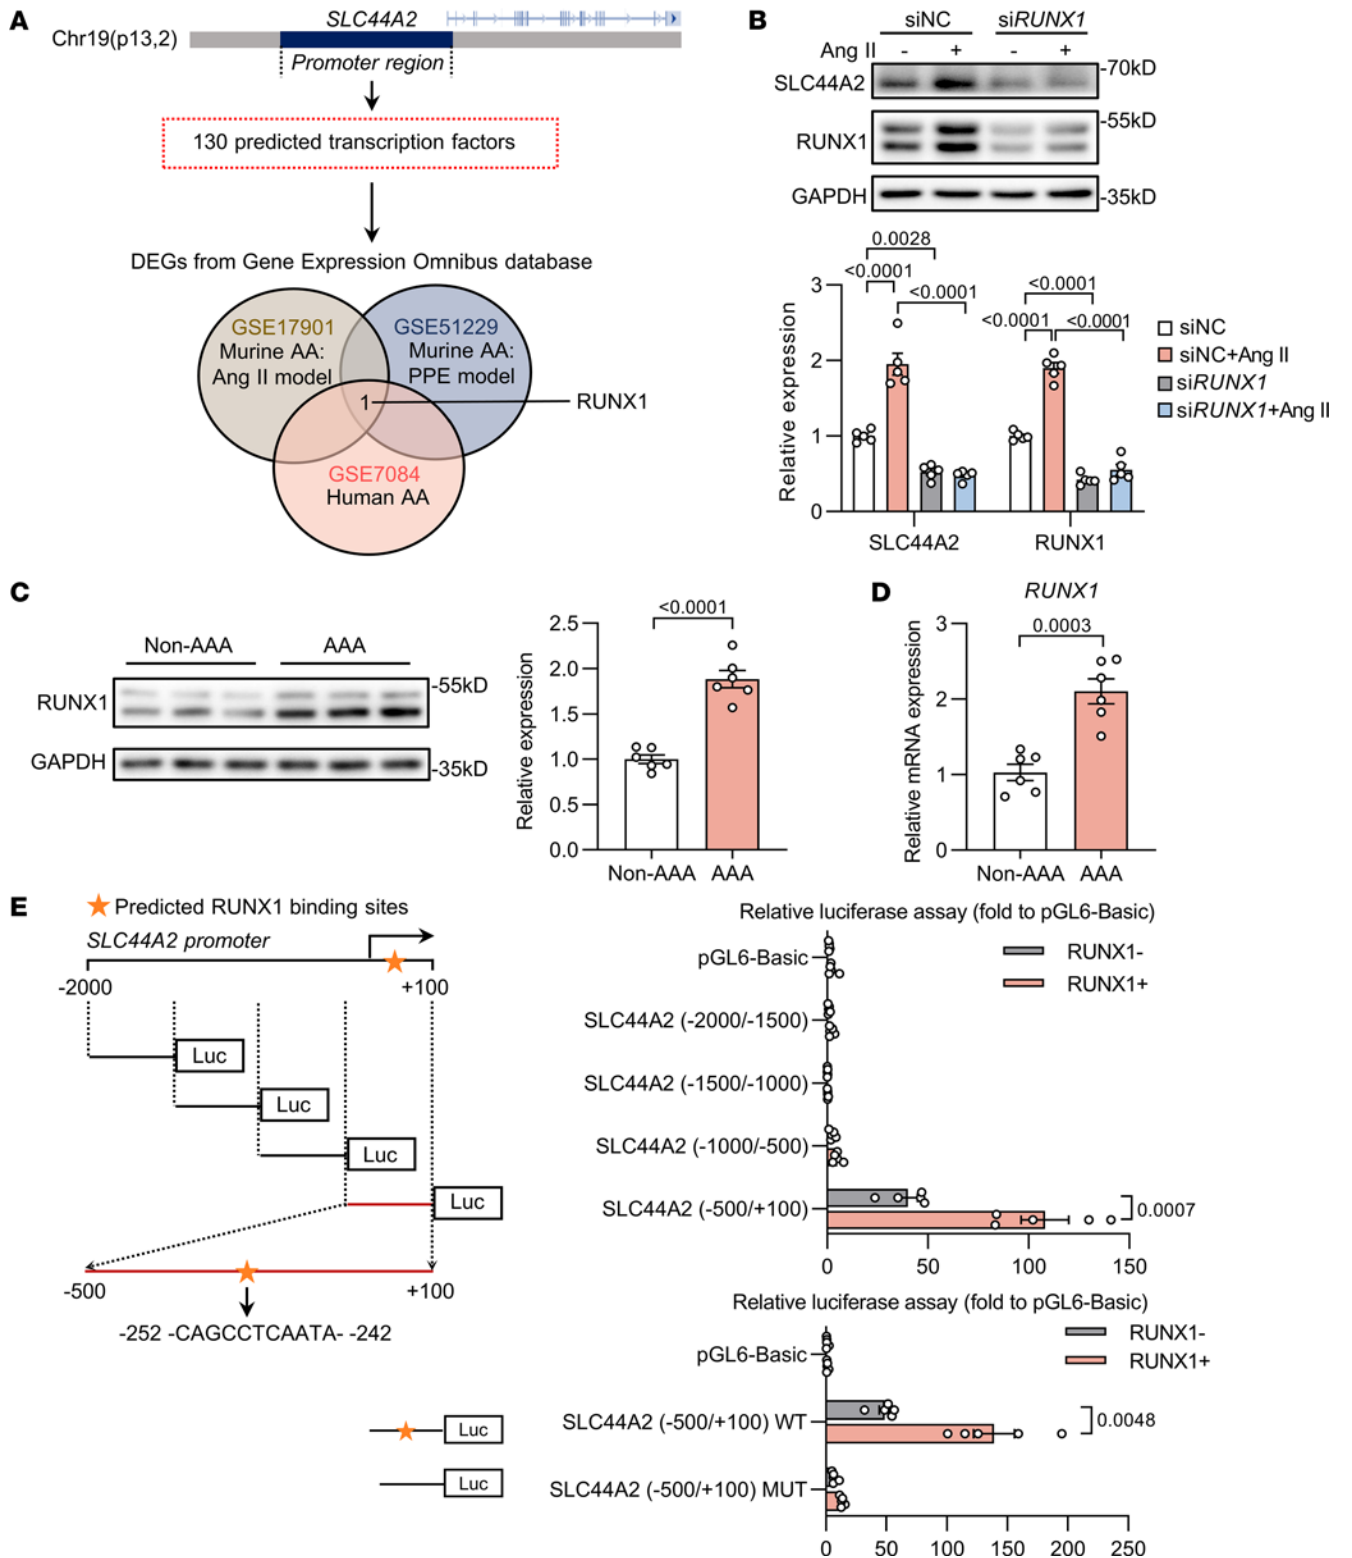 A
SLC44A2
Chr19(p13,2)
Promoter region
130 predicted transcription factors
DEGs from Gene Expression Omnibus database
GSE17901
Murine AA:
Ang II model
GSE51229
Murine AA:
PPE model
1
RUNX1
GSE7084
Human AA
B
siNC siRUNX1
Ang II - + - +
SLC44A2 -70kD
RUNX1 -55kD
GAPDH -35kD
0.0028
<0.0001
<0.0001
<0.0001
<0.0001 <0.0001
Relative expression
3
2
1
0
SLC44A2 RUNX1
siNC
siNC+Ang II
siRUNX1
siRUNX1+Ang II
C
Non-AAA AAA
RUNX1 -55kD
GAPDH -35kD
<0.0001
Relative expression
2.5
2.0
1.5
1.0
0.5
0.0
Non-AAA AAA
D
RUNX1
0.0003
Relative mRNA expression
3
2
1
0
Non-AAA AAA
E
Predicted RUNX1 binding sites
SLC44A2 promoter
-2000 +100
Luc
Luc
Luc
Luc
-500 +100
-252 -CAGCCTCAATA- -242
Luc
Luc
Relative luciferase assay (fold to pGL6-Basic)
RUNX1-
RUNX1+
pGL6-Basic
SLC44A2 (-2000/-1500)
SLC44A2 (-1500/-1000)
SLC44A2 (-1000/-500)
SLC44A2 (-500/+100)
0.0007
0 50 100 150
Relative luciferase assay (fold to pGL6-Basic)
RUNX1-
RUNX1+
pGL6-Basic
SLC44A2 (-500/+100) WT
0.0048
SLC44A2 (-500/+100) MUT
0 50 100 150 200 250